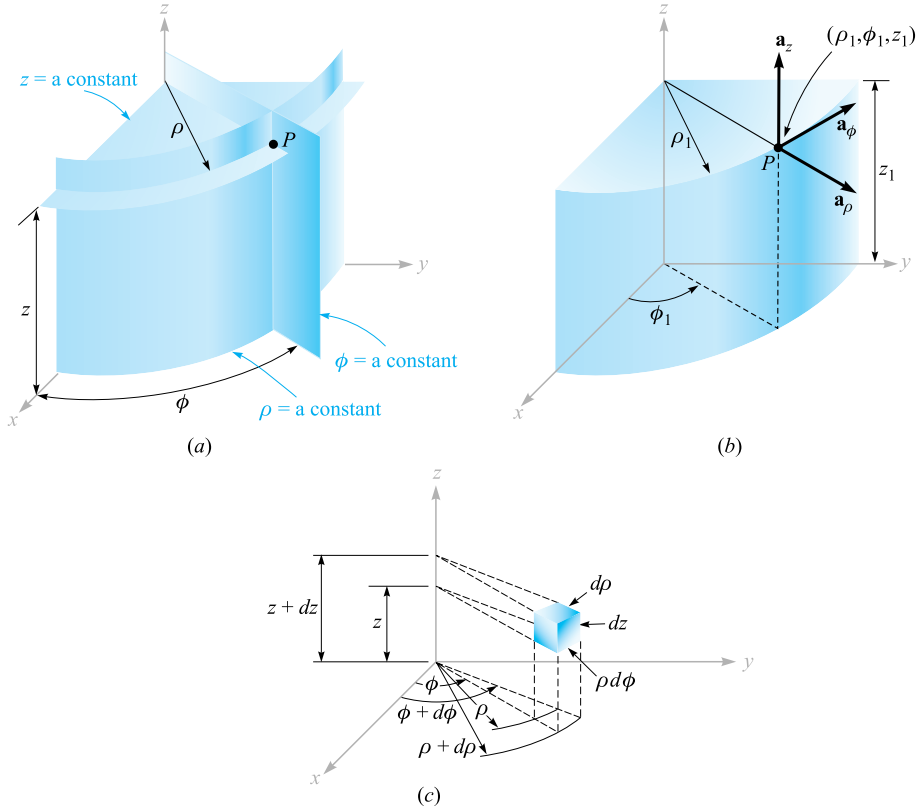 z
z = a constant
ρ
P
z
y
ϕ = a constant
ρ = a constant
ϕ
x
(a)
z
a_z
(ρ₁, ϕ₁, z₁)
ρ₁
P
a_ϕ
a_ρ
z₁
y
ϕ₁
x
(b)
z
dρ
z + dz
z
dz
y
ρ dϕ
ϕ
ϕ + dϕ
ρ
ρ + dρ
x
(c)